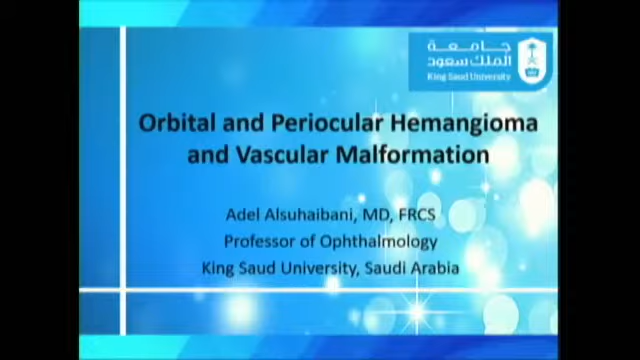 جامعة
الملك سعود
King Saud University
Orbital and Periocular Hemangioma
and Vascular Malformation
Adel Alsuhaibani, MD, FRCS
Professor of Ophthalmology
King Saud University, Saudi Arabia